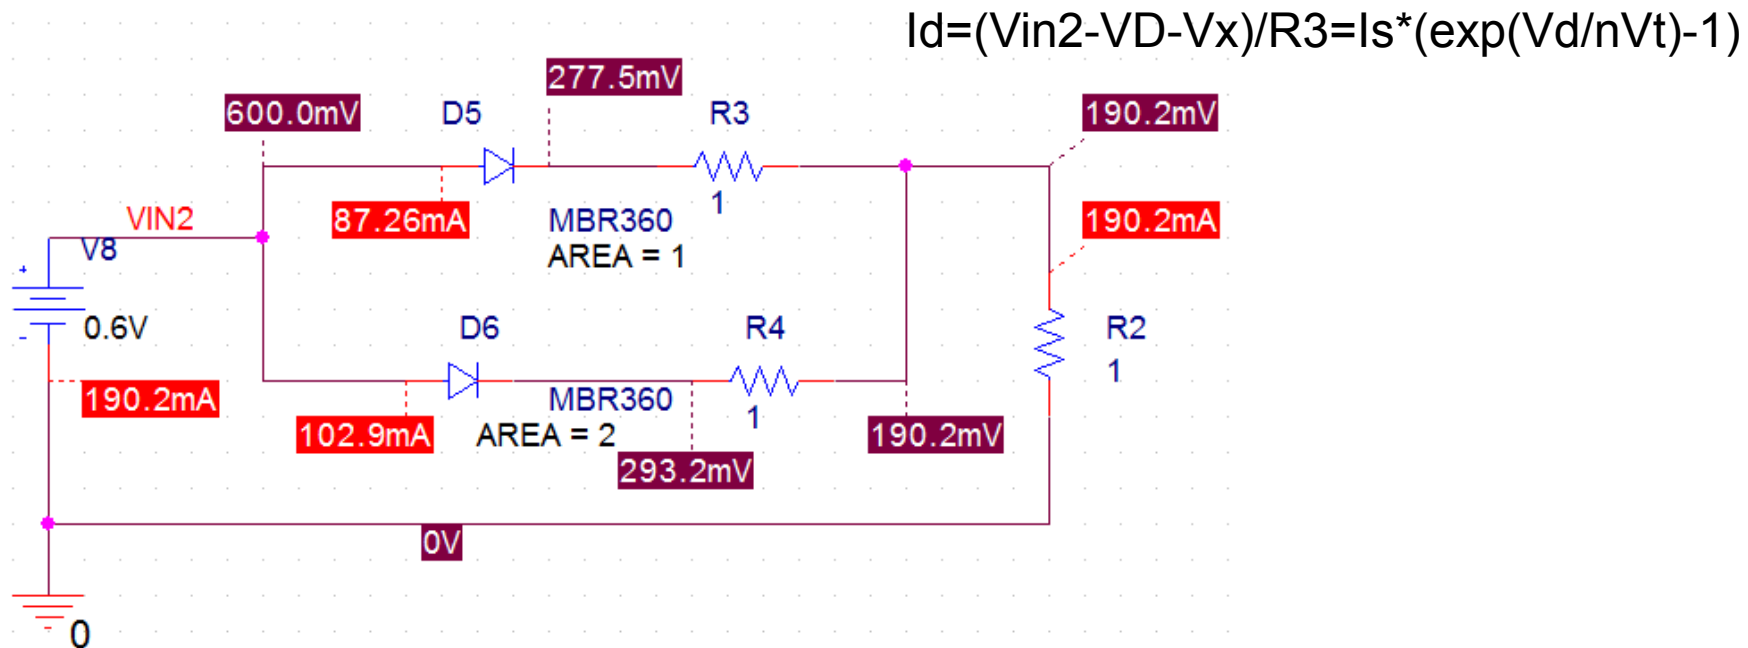 Id=(Vin2-VD-Vx)/R3=Is*(exp(Vd/nVt)-1)
277.5mV
600.0mV
D5
R3
190.2mV
1
VIN2
87.26mA
MBR360
190.2mA
V8
AREA = 1
+
0.6V
D6
R4
R2
-
1
190.2mA
MBR360
1
102.9mA
AREA = 2
190.2mV
293.2mV
0V
0